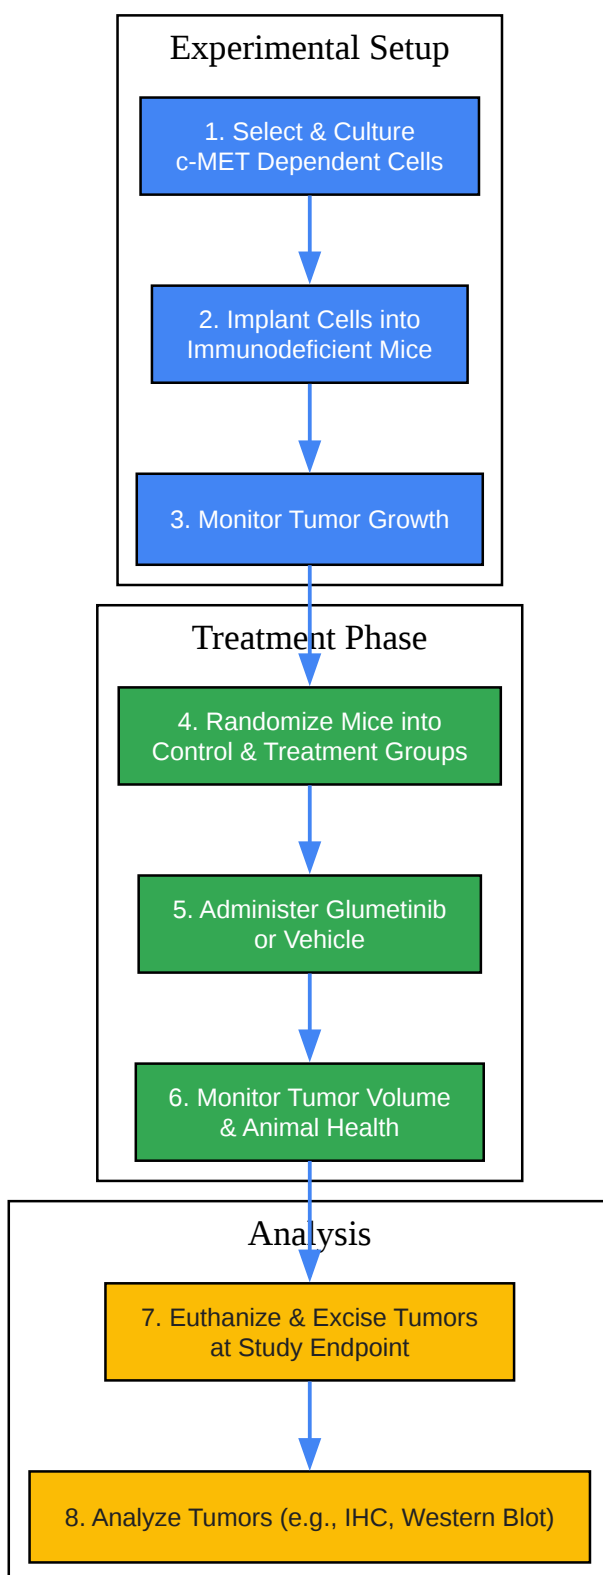 Experimental Setup
1. Select & Culture
c-MET Dependent Cells
2. Implant Cells into
Immunodeficient Mice
3. Monitor Tumor Growth
Treatment Phase
4. Randomize Mice into
Control & Treatment Groups
5. Administer Glumetinib
or Vehicle
6. Monitor Tumor Volume
& Animal Health
Analysis
7. Euthanize & Excise Tumors
at Study Endpoint
8. Analyze Tumors (e.g., IHC, Western Blot)